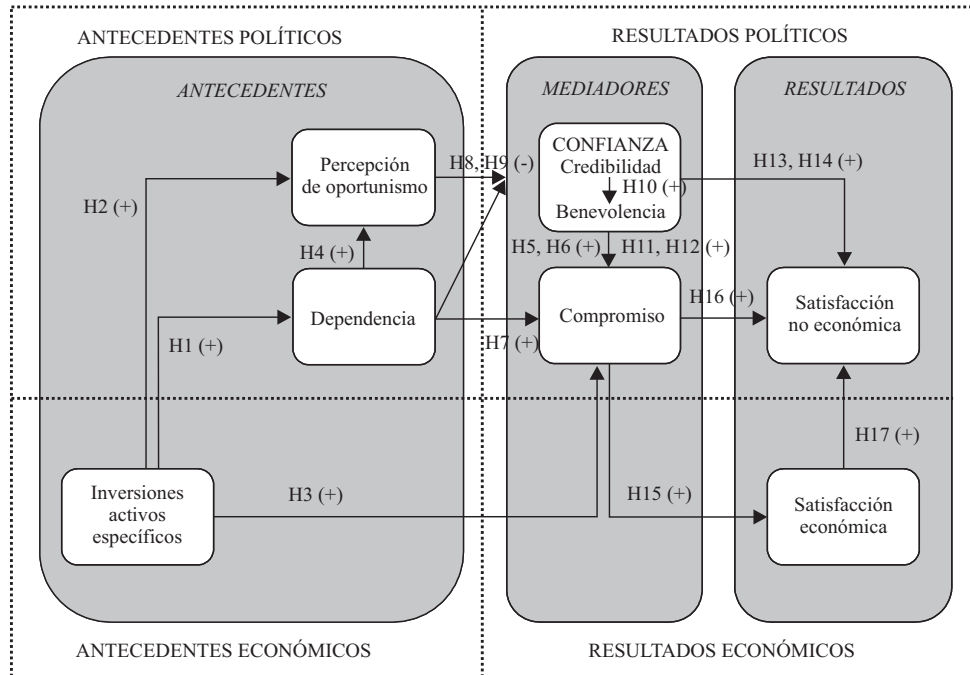 ANTECEDENTES POLÍTICOS
RESULTADOS POLÍTICOS
ANTECEDENTES
MEDIADORES
RESULTADOS
Percepción
de oportunismo
H8, H9 (-)
CONFIANZA
Credibilidad
H10 (+)
Benevolencia
H13, H14 (+)
H2 (+)
H4 (+)
H5, H6 (+)
H11, H12 (+)
Dependencia
Compromiso
H16 (+)
Satisfacción
no económica
H1 (+)
H7 (+)
H17 (+)
Inversiones
activos
específicos
H3 (+)
H15 (+)
Satisfacción
económica
ANTECEDENTES ECONÓMICOS
RESULTADOS ECONÓMICOS